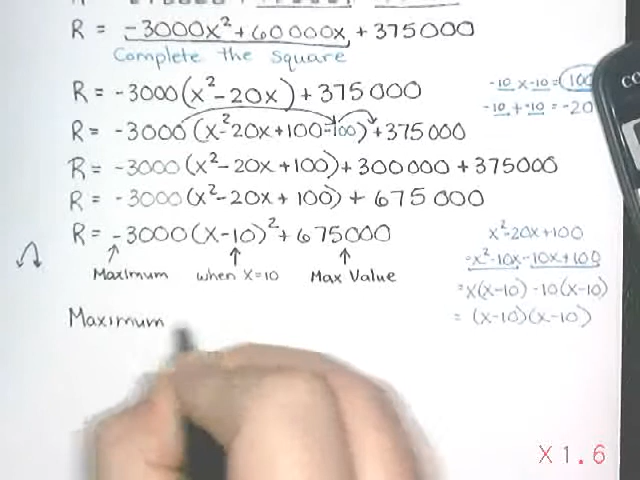 R = -3000x² + 60000x + 375000
Complete the Square
R = -3000(x²-20x) + 375000
R = -3000(x²-20x+100-100) + 375000
R = -3000(x²-20x+100) + 300000 + 375000
R = -3000(x²-20x+100) + 675000
R = -3000(x-10)² + 675000
Maximum when x=10 Max Value
Maximum
-10 x -10 = 100
-10 + -10 = -20
x²-20x+100
=x²-10x-10x+100
=x(x-10)-10(x-10)
= (x-10)(x-10)
CO
X1.6